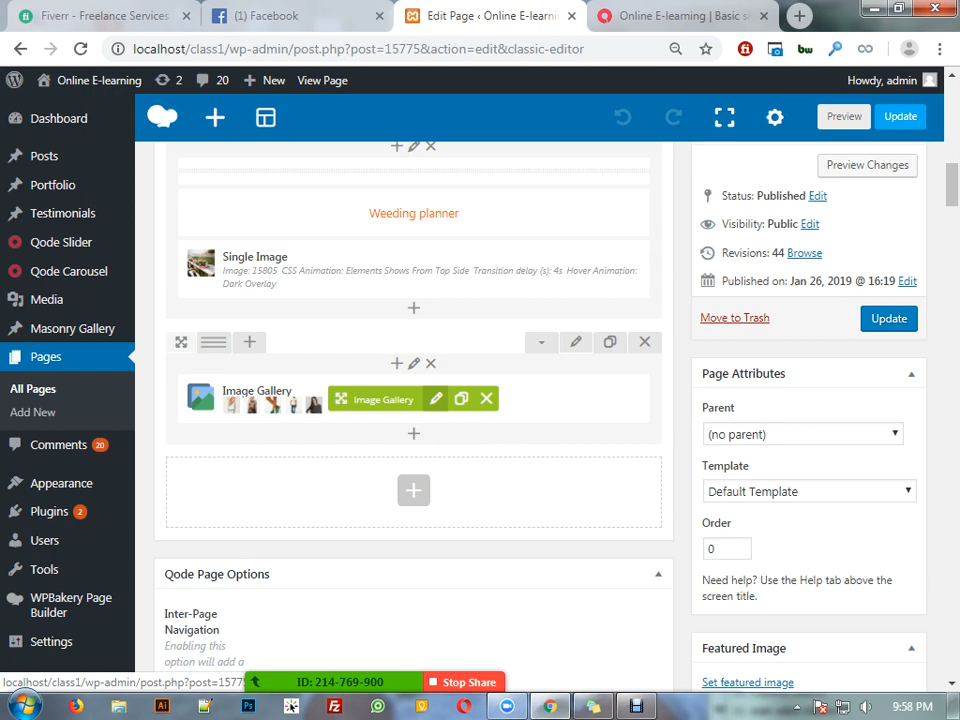 Fiverr - Freelance Services
(1) Facebook
Edit Page ‹ Online E-learni
Online E-learning | Basic s
localhost/class1/wp-admin/post.php?post=15775&action=edit&classic-editor
Online E-learning
2
20
New
View Page
Howdy, admin
Dashboard
Posts
Portfolio
Testimonials
Qode Slider
Qode Carousel
Media
Masonry Gallery
Pages
All Pages
Add New
Comments 20
Appearance
Plugins 2
Users
Tools
WPBakery Page
Builder
Settings
Preview
Update
Weeding planner
Single Image
Image: 15805 CSS Animation: Elements Shows From Top Side Transition delay (s): 4s Hover Animation:
Dark Overlay
Image Gallery
Image Gallery
Qode Page Options
Inter-Page
Navigation
Enabling this
option will add a
Preview Changes
Status: Published Edit
Visibility: Public Edit
Revisions: 44 Browse
Published on: Jan 26, 2019 @ 16:19 Edit
Move to Trash
Update
Page Attributes
Parent
(no parent)
Template
Default Template
Order
0
Need help? Use the Help tab above the
screen title.
Featured Image
Set featured image
localhost/class1/wp-admin/post.php?post=1577
ID: 214-769-900
Stop Share
9:58 PM